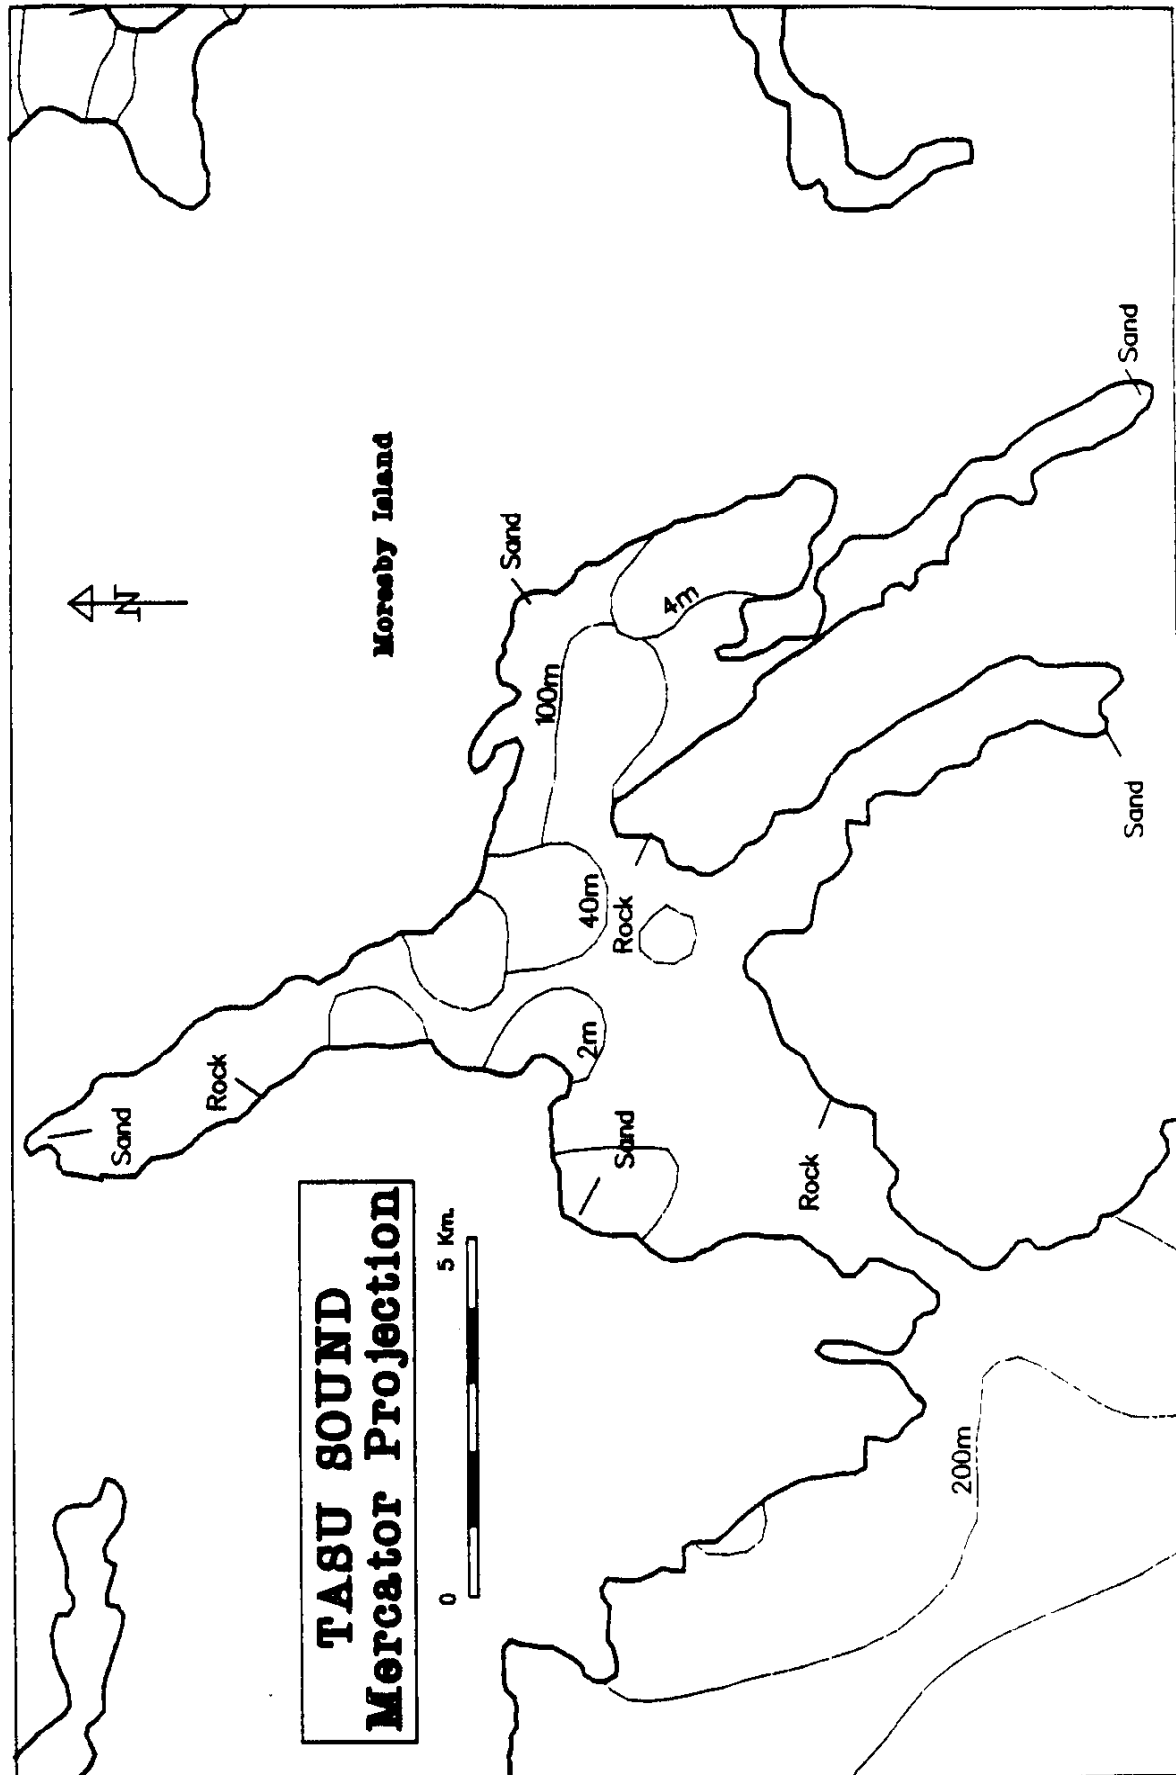 Sand
N
Rock
TASU SOUND
Mercator Projection
Moresby Island
0 5 Km.
Sand
100m
2m
40m
Sand
Rock
4m
Rock
200m
Sand
Sand